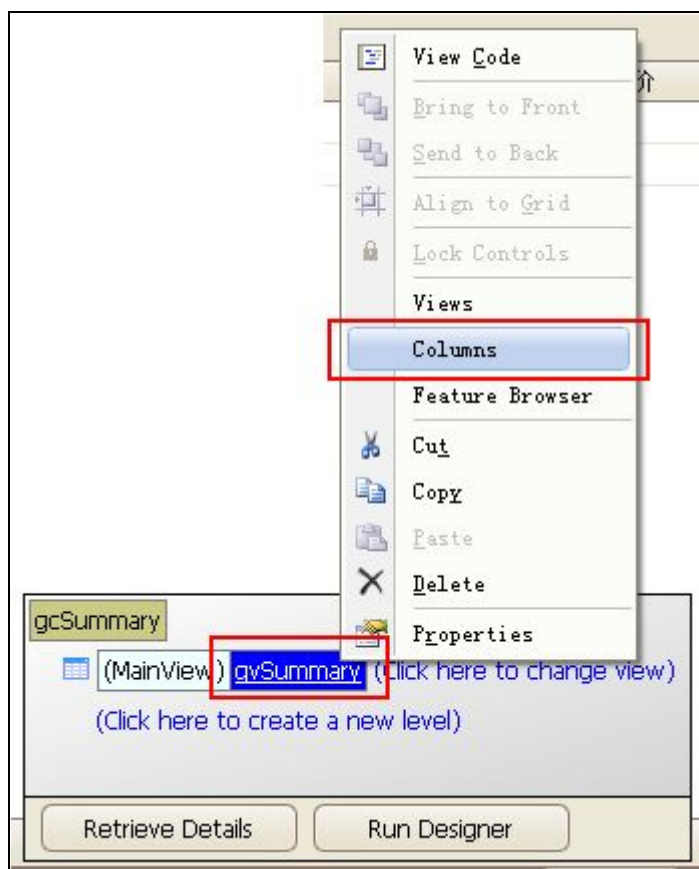 View Code
价
Bring to Front
Send to Back
Align to Grid
Lock Controls
Views
Columns
Feature Browser
Cut
Copy
Paste
Delete
Properties
gcSummary
(MainView) gvSummary (Click here to change view)
(Click here to create a new level)
Retrieve Details Run Designer